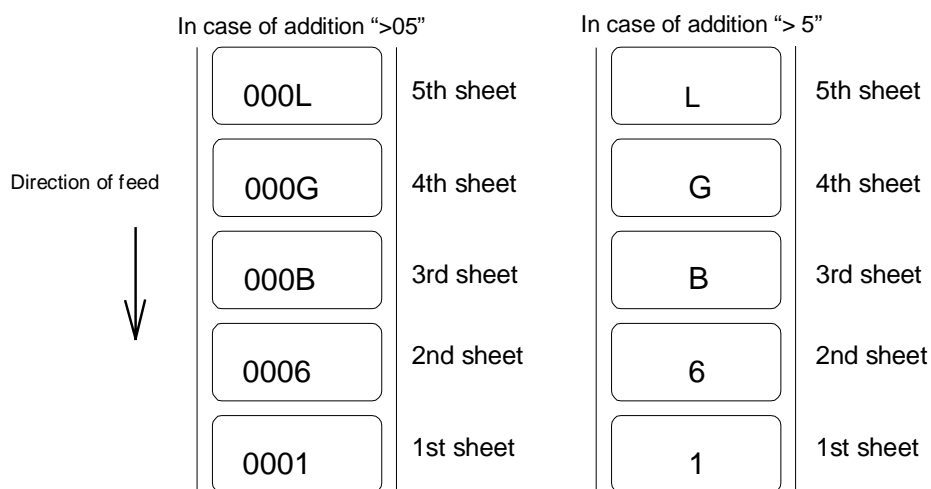 In case of addition “>05”
In case of addition “> 5”
000L 5th sheet
L 5th sheet
Direction of feed
000G 4th sheet
G 4th sheet
000B 3rd sheet
B 3rd sheet
0006 2nd sheet
6 2nd sheet
0001 1st sheet
1 1st sheet